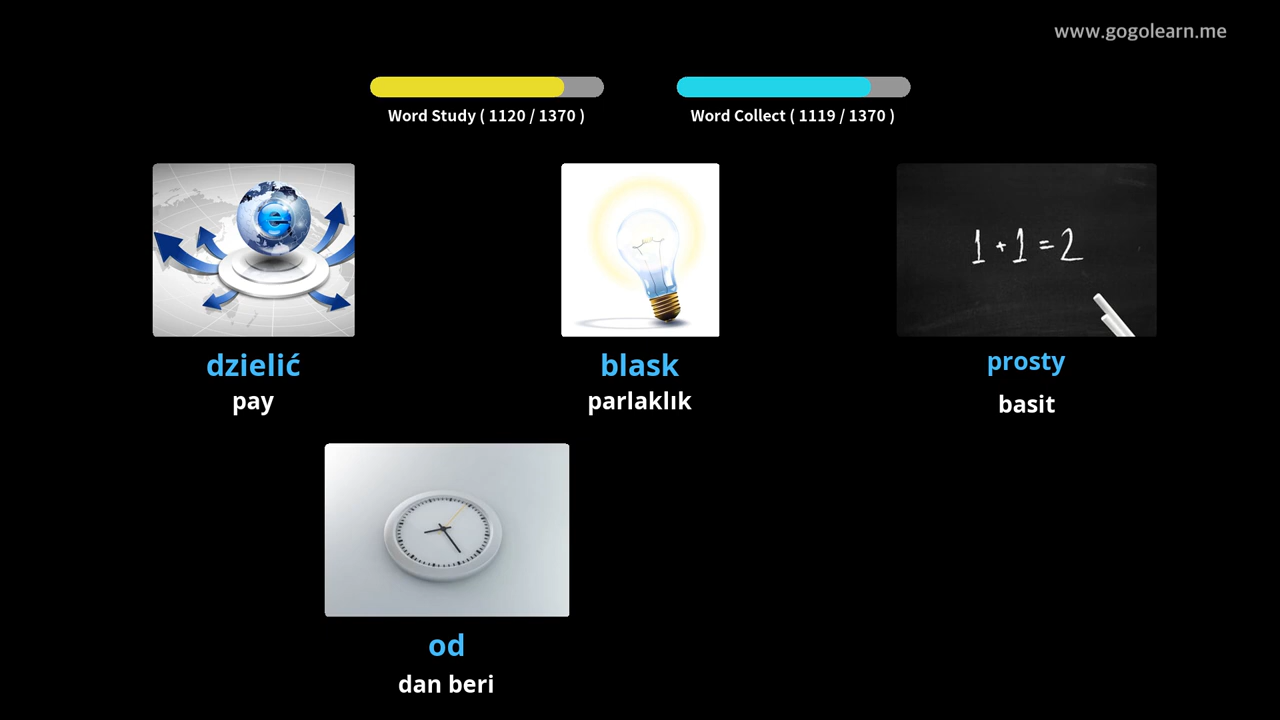 www.gogolearn.me
Word Study ( 1120 / 1370 )
Word Collect ( 1119 / 1370 )
e
1 + 1 = 2
dzielić
pay
blask
parlaklık
prosty
basit
od
dan beri